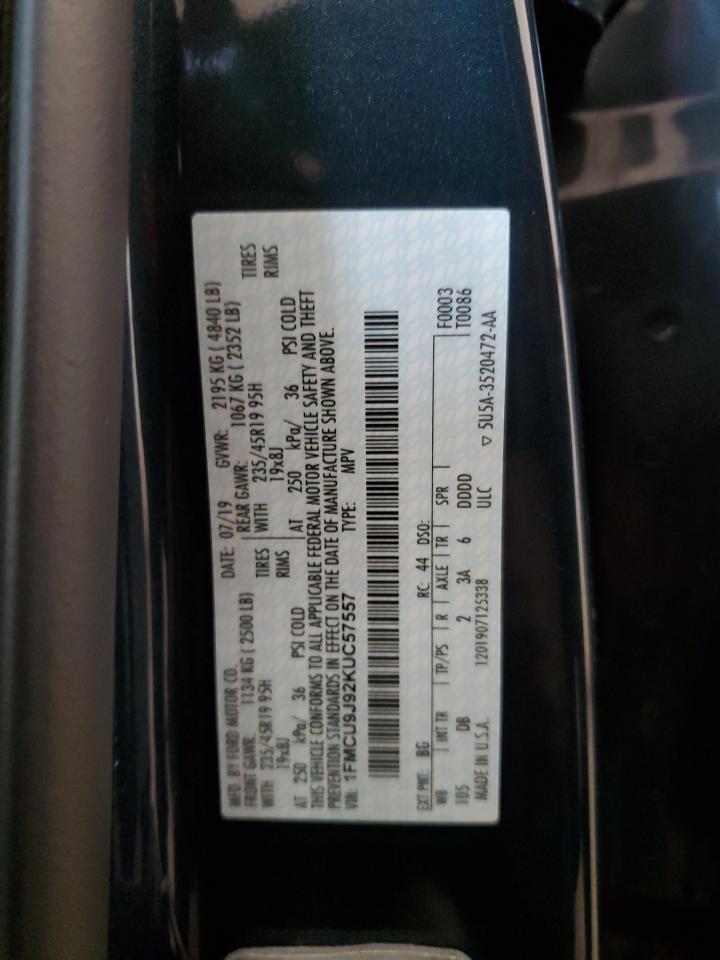 MFD. BY FORD MOTOR CO.
DATE: 07/19 GVWR: 2195 KG ( 4840 LB)
FRONT GAWR: 1134 KG ( 2500 LB) REAR GAWR: 1067 KG ( 2352 LB)
WITH 235/45R19 95H TIRES WITH 235/45R19 95H TIRES
19x8J RIMS 19x8J RIMS
AT 250 kPa/ 36 PSI COLD AT 250 kPa/ 36 PSI COLD
THIS VEHICLE CONFORMS TO ALL APPLICABLE FEDERAL MOTOR VEHICLE SAFETY AND THEFT
PREVENTION STANDARDS IN EFFECT ON THE DATE OF MANUFACTURE SHOWN ABOVE.
VIN: 1FMCU9J92KUC57557 TYPE: MPV
EXT PNT: BG RC: 44 DSO:
WB INT TR TP/PS R AXLE TR SPR F0003
105 DB 2 3A 6 DDDD T0086
MADE IN U.S.A. 1201907125338 ULC ▽ 5U5A-3520472-AA